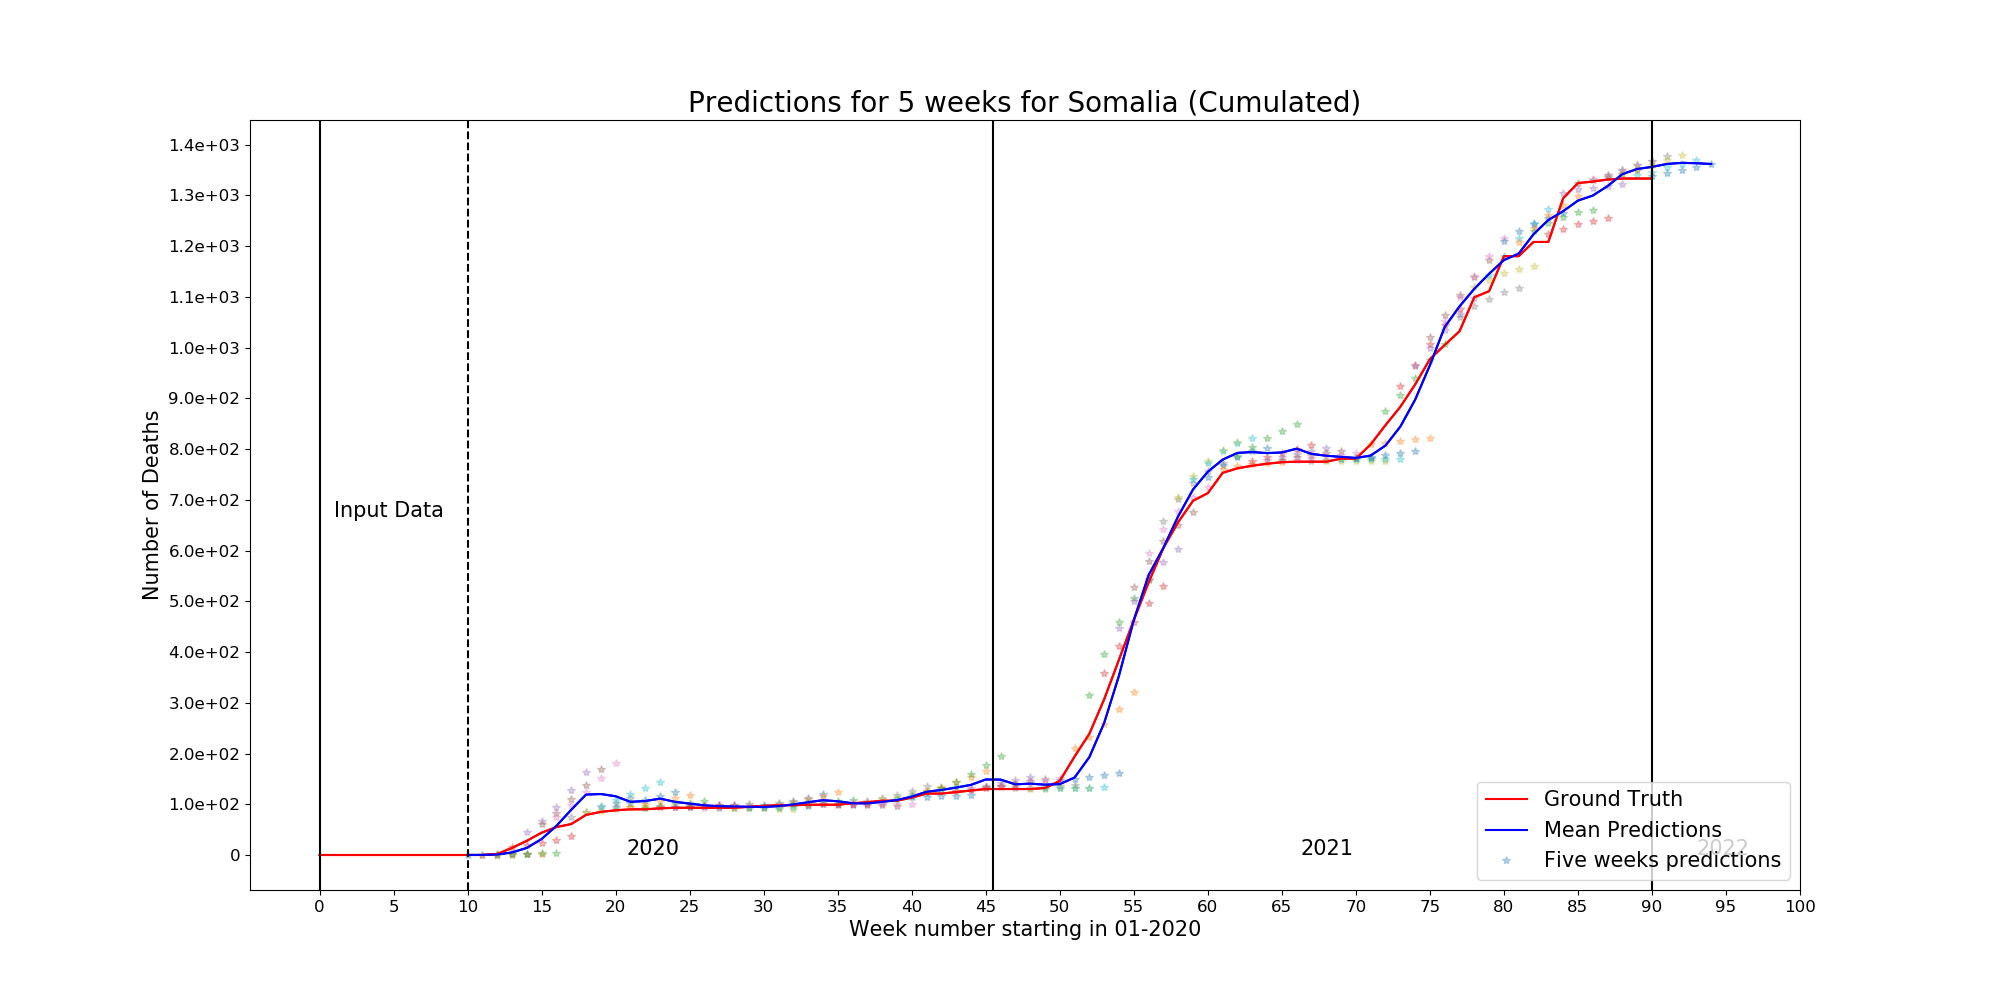 Predictions for 5 weeks for Somalia (Cumulated)
Number of Deaths
1.4e+03
1.3e+03
1.2e+03
1.1e+03
1.0e+03
9.0e+02
8.0e+02
7.0e+02
6.0e+02
5.0e+02
4.0e+02
3.0e+02
2.0e+02
1.0e+02
0
Input Data
2020
2021
2022
Ground Truth
Mean Predictions
Five weeks predictions
0 5 10 15 20 25 30 35 40 45 50 55 60 65 70 75 80 85 90 95 100
Week number starting in 01-2020